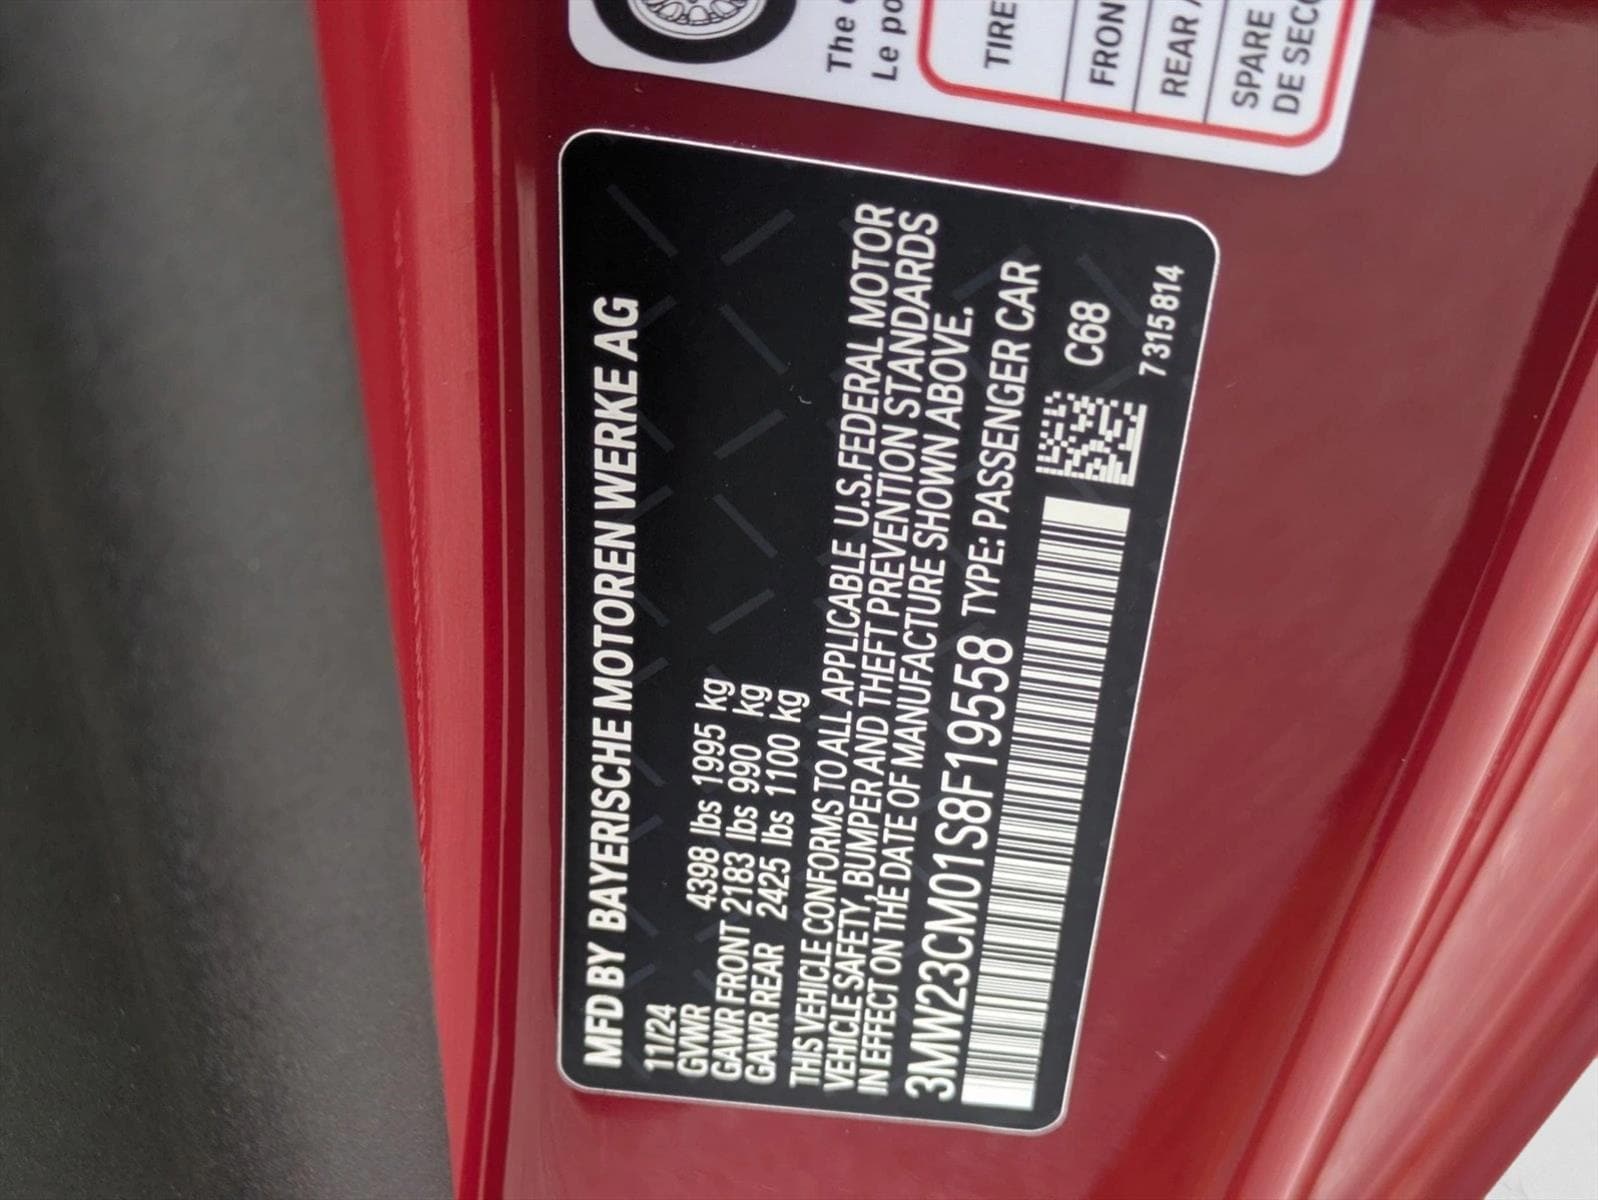 The
Le po
TIRE
FRON
REAR
SPARE
DE SECO
MFD BY BAYERISCHE MOTOREN WERKE AG
11/24
GVWR 4398 lbs 1995 kg
GAWR FRONT 2183 lbs 990 kg
GAWR REAR 2425 lbs 1100 kg
THIS VEHICLE CONFORMS TO ALL APPLICABLE U.S.FEDERAL MOTOR
VEHICLE SAFETY, BUMPER AND THEFT PREVENTION STANDARDS
IN EFFECT ON THE DATE OF MANUFACTURE SHOWN ABOVE.
3MW23CM01S8F19558 TYPE: PASSENGER CAR
C68
7 315 814